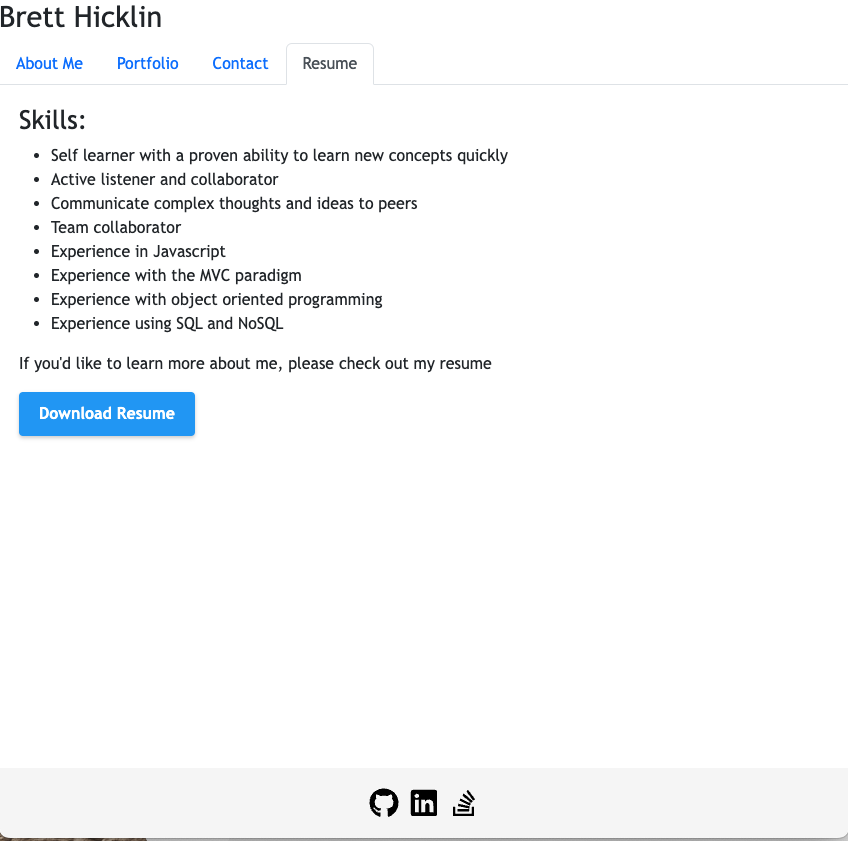 Brett Hicklin
About Me Portfolio Contact Resume
Skills:
• Self learner with a proven ability to learn new concepts quickly
• Active listener and collaborator
• Communicate complex thoughts and ideas to peers
• Team collaborator
• Experience in Javascript
• Experience with the MVC paradigm
• Experience with object oriented programming
• Experience using SQL and NoSQL
If you'd like to learn more about me, please check out my resume
Download Resume
in